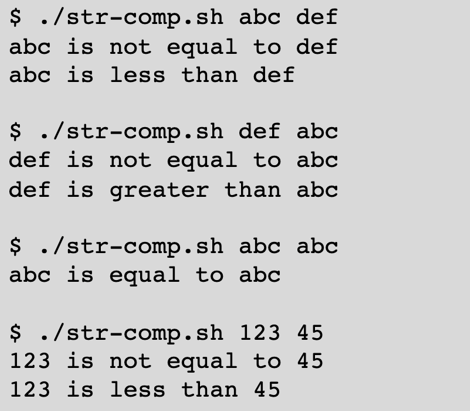 $ ./str-comp.sh abc def
abc is not equal to def
abc is less than def
$ ./str-comp.sh def abc
def is not equal to abc
def is greater than abc
$ ./str-comp.sh abc abc
abc is equal to abc
$ ./str-comp.sh 123 45
123 is not equal to 45
123 is less than 45